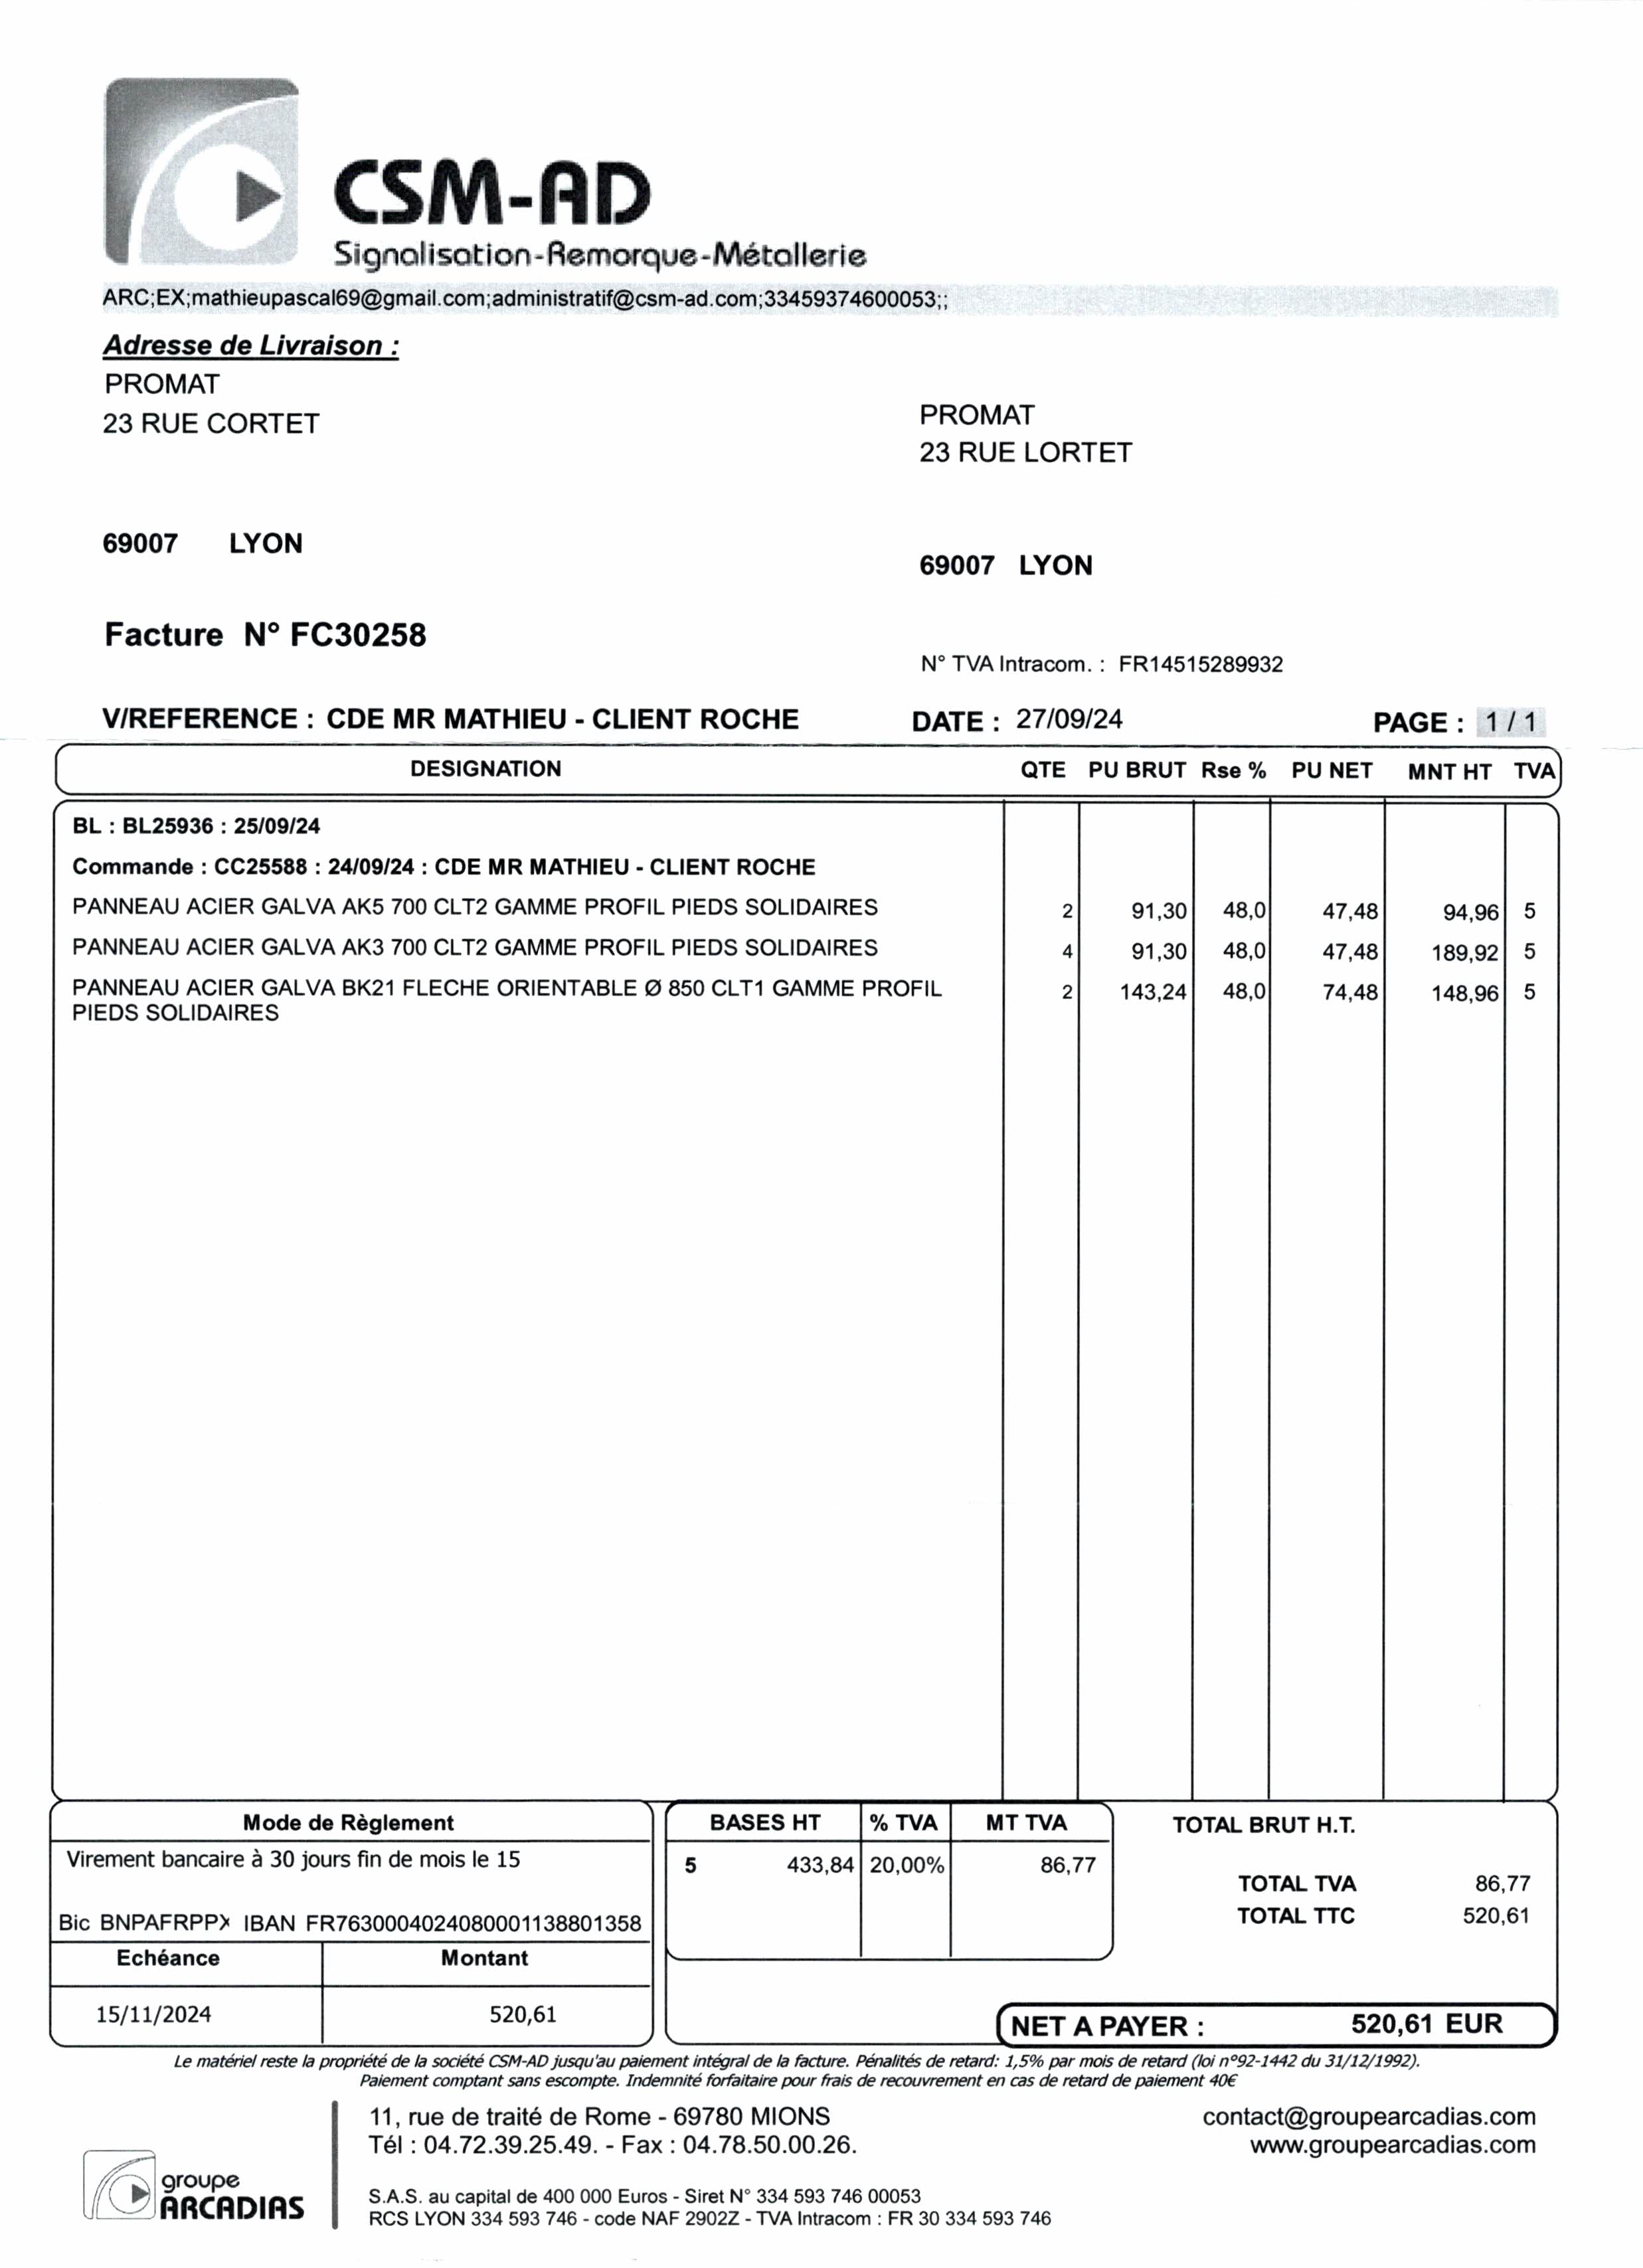 CSM-AD
Signalisation-Remorque-Métallerie
ARC;EX;mathieupascal69@gmail.com;administratif@csm-ad.com;33459374600053;;
Adresse de Livraison :
PROMAT
23 RUE CORTET
69007 LYON
PROMAT
23 RUE LORTET
69007 LYON
Facture N° FC30258
N° TVA Intracom. : FR14515289932
V/REFERENCE : CDE MR MATHIEU - CLIENT ROCHE DATE : 27/09/24 PAGE : 1 / 1
DESIGNATION QTE PU BRUT Rse % PU NET MNT HT TVA
BL : BL25936 : 25/09/24
Commande : CC25588 : 24/09/24 : CDE MR MATHIEU - CLIENT ROCHE
PANNEAU ACIER GALVA AK5 700 CLT2 GAMME PROFIL PIEDS SOLIDAIRES 2 91,30 48,0 47,48 94,96 5
PANNEAU ACIER GALVA AK3 700 CLT2 GAMME PROFIL PIEDS SOLIDAIRES 4 91,30 48,0 47,48 189,92 5
PANNEAU ACIER GALVA BK21 FLECHE ORIENTABLE Ø 850 CLT1 GAMME PROFIL 2 143,24 48,0 74,48 148,96 5
PIEDS SOLIDAIRES
Mode de Règlement
Virement bancaire à 30 jours fin de mois le 15
Bic BNPAFRPPX IBAN FR7630004024080001138801358
Echéance Montant
15/11/2024 520,61
BASES HT % TVA MT TVA
5 433,84 20,00% 86,77
TOTAL BRUT H.T.
TOTAL TVA 86,77
TOTAL TTC 520,61
NET A PAYER : 520,61 EUR
Le matériel reste la propriété de la société CSM-AD jusqu'au paiement intégral de la facture. Pénalités de retard: 1,5% par mois de retard (loi n°92-1442 du 31/12/1992).
Paiement comptant sans escompte. Indemnité forfaitaire pour frais de recouvrement en cas de retard de paiement 40€
groupe
ARCADIAS
11, rue de traité de Rome - 69780 MIONS
Tél : 04.72.39.25.49. - Fax : 04.78.50.00.26.
S.A.S. au capital de 400 000 Euros - Siret N° 334 593 746 00053
RCS LYON 334 593 746 - code NAF 2902Z - TVA Intracom : FR 30 334 593 746
contact@groupearcadias.com
www.groupearcadias.com